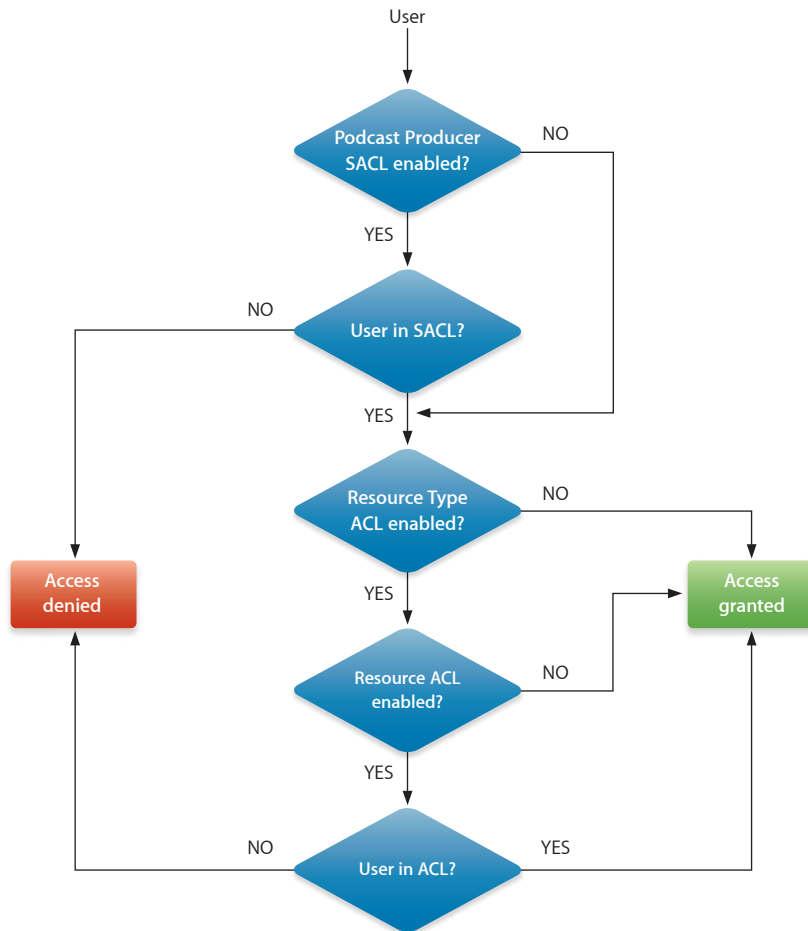 User
Podcast Producer
SACL enabled?
NO
YES
User in SACL?
NO
YES
Resource Type
ACL enabled?
NO
YES
Access
denied
Access
granted
Resource ACL
enabled?
NO
YES
User in ACL?
NO
YES